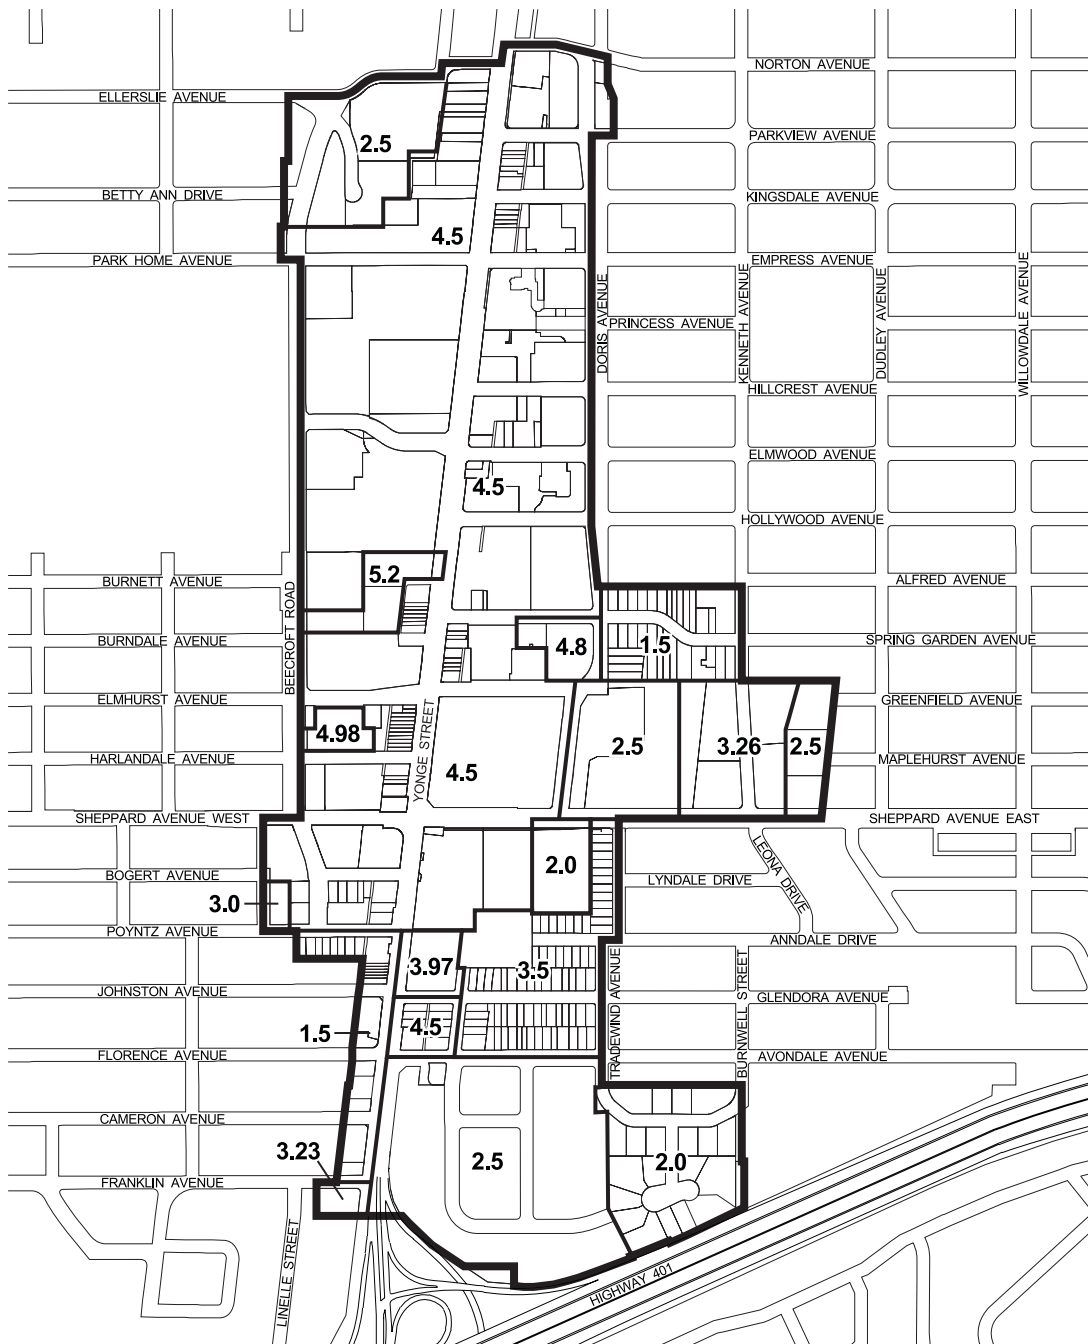 NORTON AVENUE
ELLERSLIE AVENUE
PARKVIEW AVENUE
2.5
BETTY ANN DRIVE
KINGSDALE AVENUE
4.5
PARK HOME AVENUE
EMPRESS AVENUE
DORIS AVENUE
KENNETH AVENUE
DUDLEY AVENUE
WILLOWDALE AVENUE
PRINCESS AVENUE
HILLCREST AVENUE
ELMWOOD AVENUE
4.5
HOLLYWOOD AVENUE
5.2
BURNETT AVENUE
ALFRED AVENUE
BEECROFT ROAD
BURNDALE AVENUE
4.8
1.5
SPRING GARDEN AVENUE
ELMHURST AVENUE
GREENFIELD AVENUE
YONGE STREET
4.98
2.5
3.26
2.5
HARLANDALE AVENUE
MAPLEHURST AVENUE
4.5
SHEPPARD AVENUE WEST
SHEPPARD AVENUE EAST
2.0
LEONA DRIVE
BOGERT AVENUE
LYNDALE DRIVE
3.0
POYNTZ AVENUE
ANNDALE DRIVE
3.97
3.5
TRADEWIND AVENUE
BURNWELL STREET
JOHNSTON AVENUE
GLENDORA AVENUE
1.5
4.5
FLORENCE AVENUE
AVONDALE AVENUE
CAMERON AVENUE
3.23
2.5
2.0
FRANKLIN AVENUE
LINELLE STREET
HIGHWAY 401